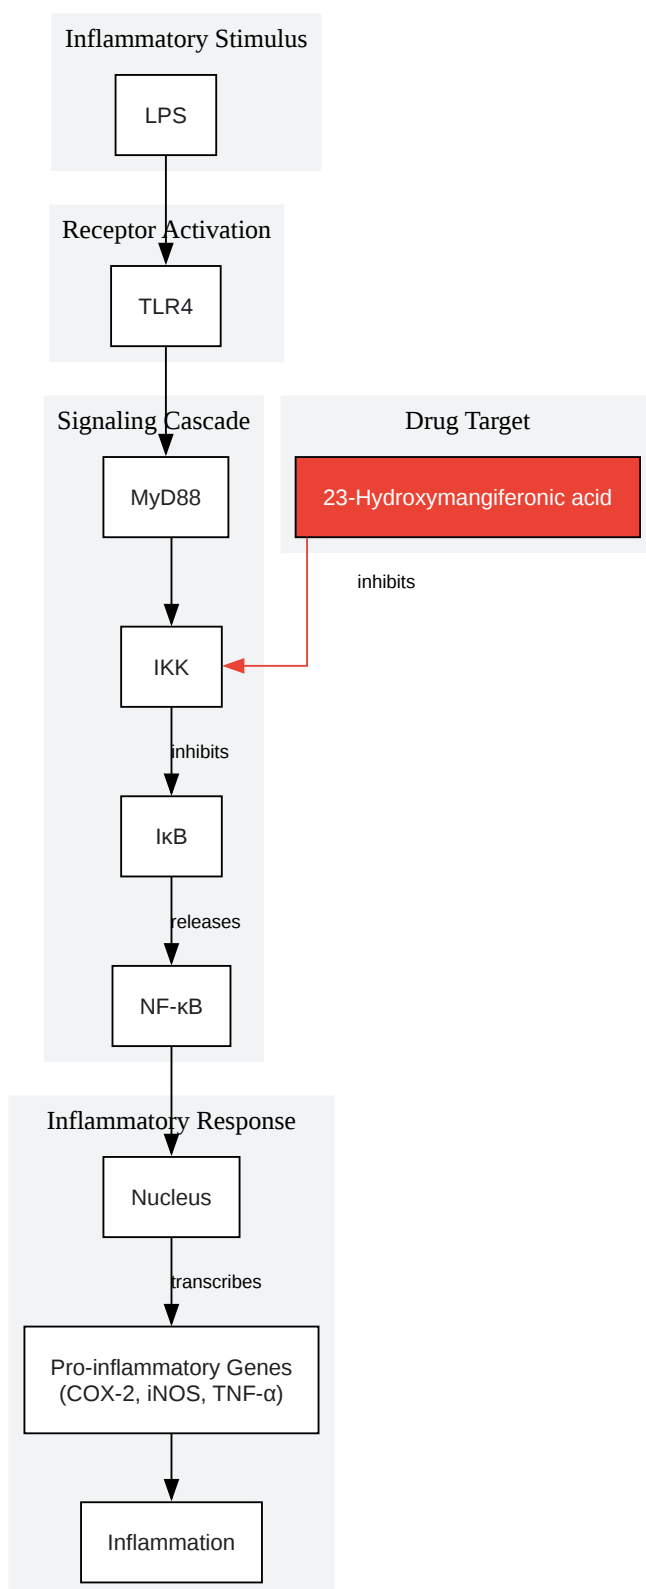 Inflammatory Stimulus
LPS
Receptor Activation
TLR4
Signaling Cascade
Drug Target
MyD88
23-Hydroxymangiferonic acid
inhibits
IKK
inhibits
IκB
releases
NF-κB
Inflammatory Response
Nucleus
transcribes
Pro-inflammatory Genes
(COX-2, iNOS, TNF-α)
Inflammation